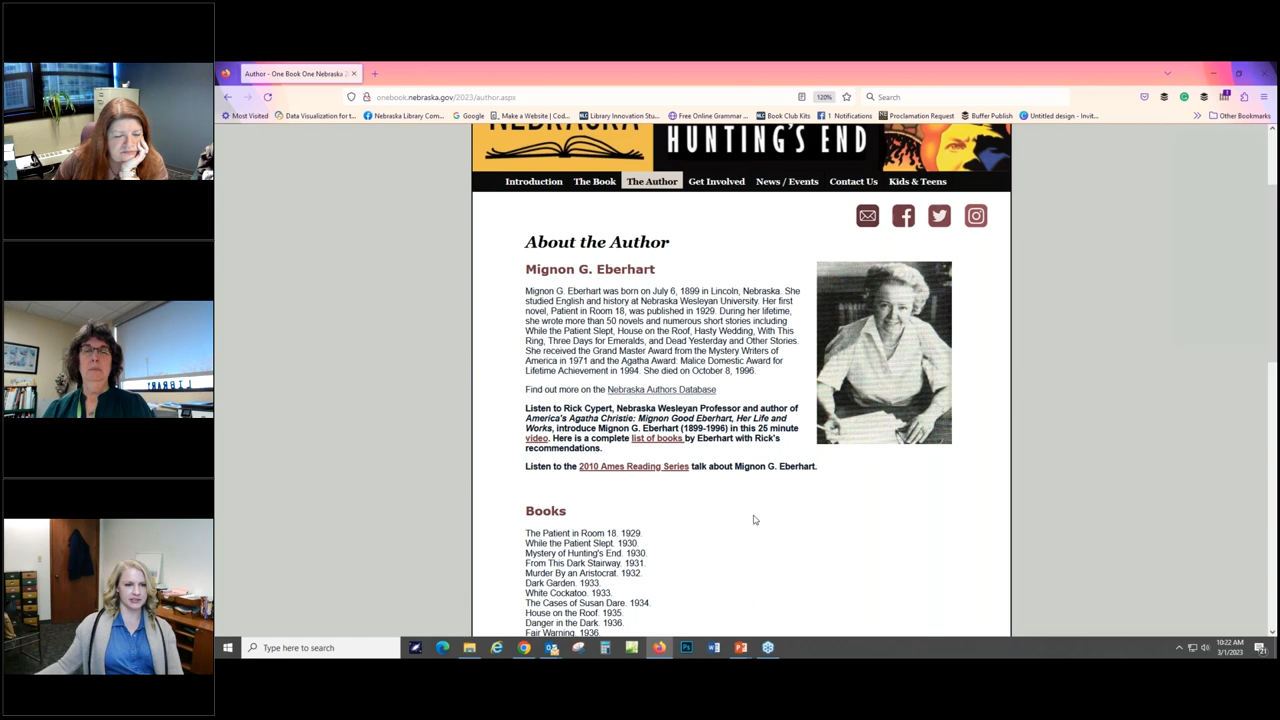 Author - One Book One Nebraska 2
onebook.nebraska.gov/2023/author.aspx
120%
Search
Most Visited
Data Visualization for t...
Nebraska Library Com...
Google
Make a Website | Cod...
Library Innovation Stu...
Free Online Grammar ...
Book Club Kits
1 Notifications
Proclamation Request
Buffer Publish
Untitled design - Invit...
Other Bookmarks
NEBRASKA
HUNTING'S END
Introduction
The Book
The Author
Get Involved
News / Events
Contact Us
Kids & Teens
About the Author
Mignon G. Eberhart
Mignon G. Eberhart was born on July 6, 1899 in Lincoln, Nebraska. She
studied English and history at Nebraska Wesleyan University. Her first
novel, Patient in Room 18, was published in 1929. During her lifetime,
she wrote more than 50 novels and numerous short stories including
While the Patient Slept, House on the Roof, Hasty Wedding, With This
Ring, Three Days for Emeralds, and Dead Yesterday and Other Stories.
She received the Grand Master Award from the Mystery Writers of
America in 1971 and the Agatha Award: Malice Domestic Award for
Lifetime Achievement in 1994. She died on October 8, 1996.
Find out more on the Nebraska Authors Database
Listen to Rick Cypert, Nebraska Wesleyan Professor and author of
America's Agatha Christie: Mignon Good Eberhart, Her Life and
Works, introduce Mignon G. Eberhart (1899-1996) in this 25 minute
video. Here is a complete list of books by Eberhart with Rick's
recommendations.
Listen to the 2010 Ames Reading Series talk about Mignon G. Eberhart.
Books
The Patient in Room 18. 1929.
While the Patient Slept. 1930.
Mystery of Hunting's End. 1930.
From This Dark Stairway. 1931.
Murder By an Aristocrat. 1932.
Dark Garden. 1933.
White Cockatoo. 1933.
The Cases of Susan Dare. 1934.
House on the Roof. 1935.
Danger in the Dark. 1936.
Fair Warning. 1936.
Type here to search
10:22 AM
3/1/2023